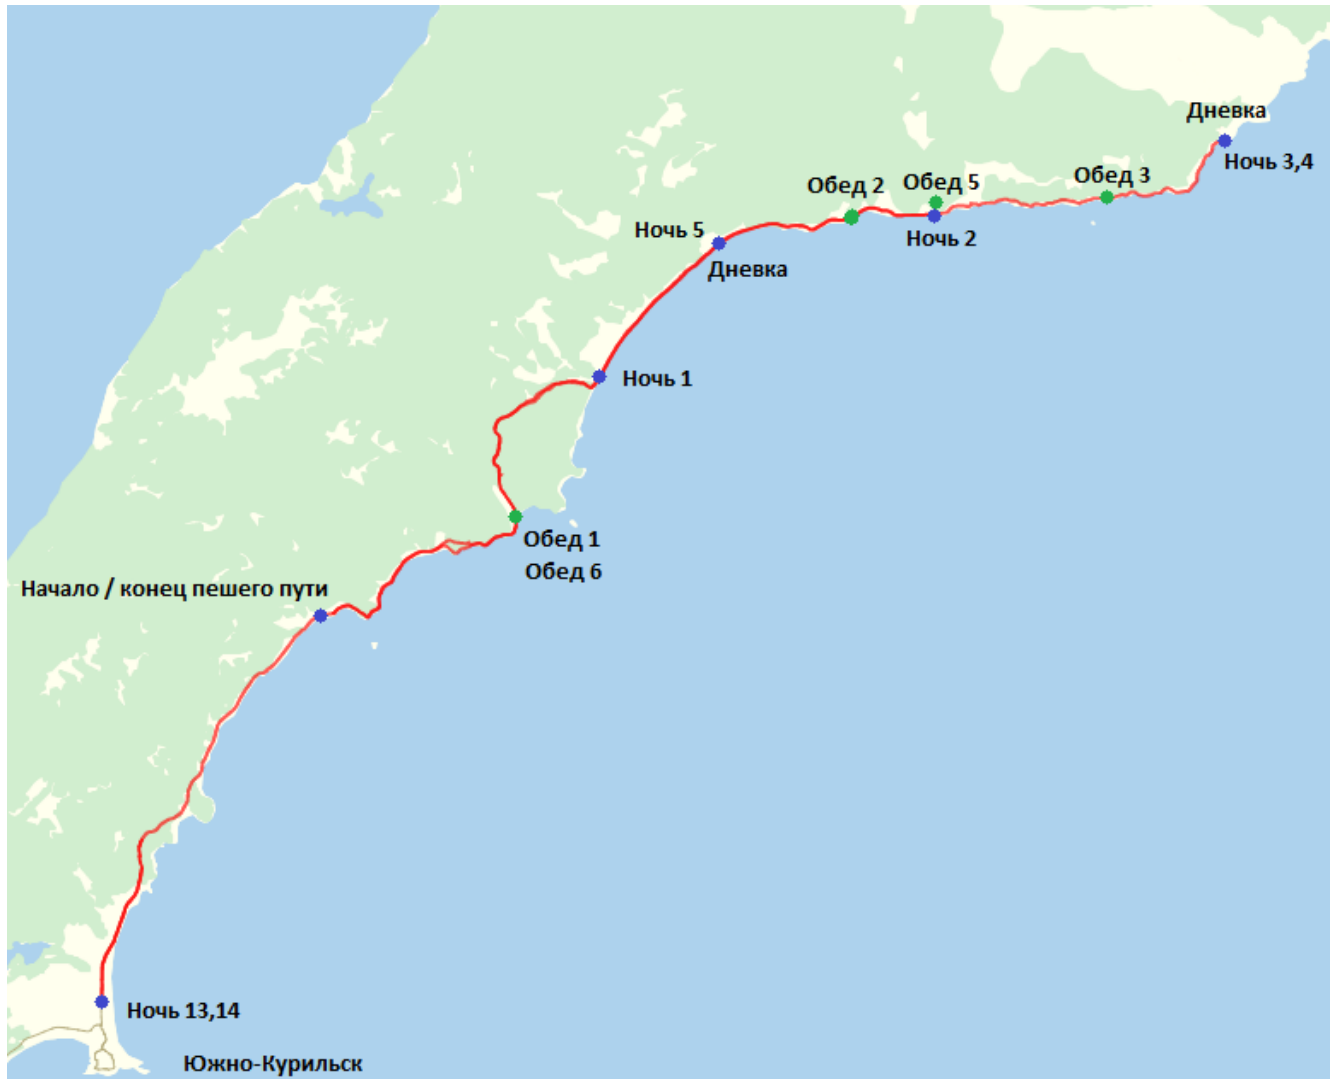 Дневка
Ночь 3,4
Обед 3
Обед 5
Обед 2
Ночь 2
Ночь 5
Дневка
Ночь 1
Обед 1
Обед 6
Начало / конец пешего пути
Ночь 13,14
Южно-Курильск